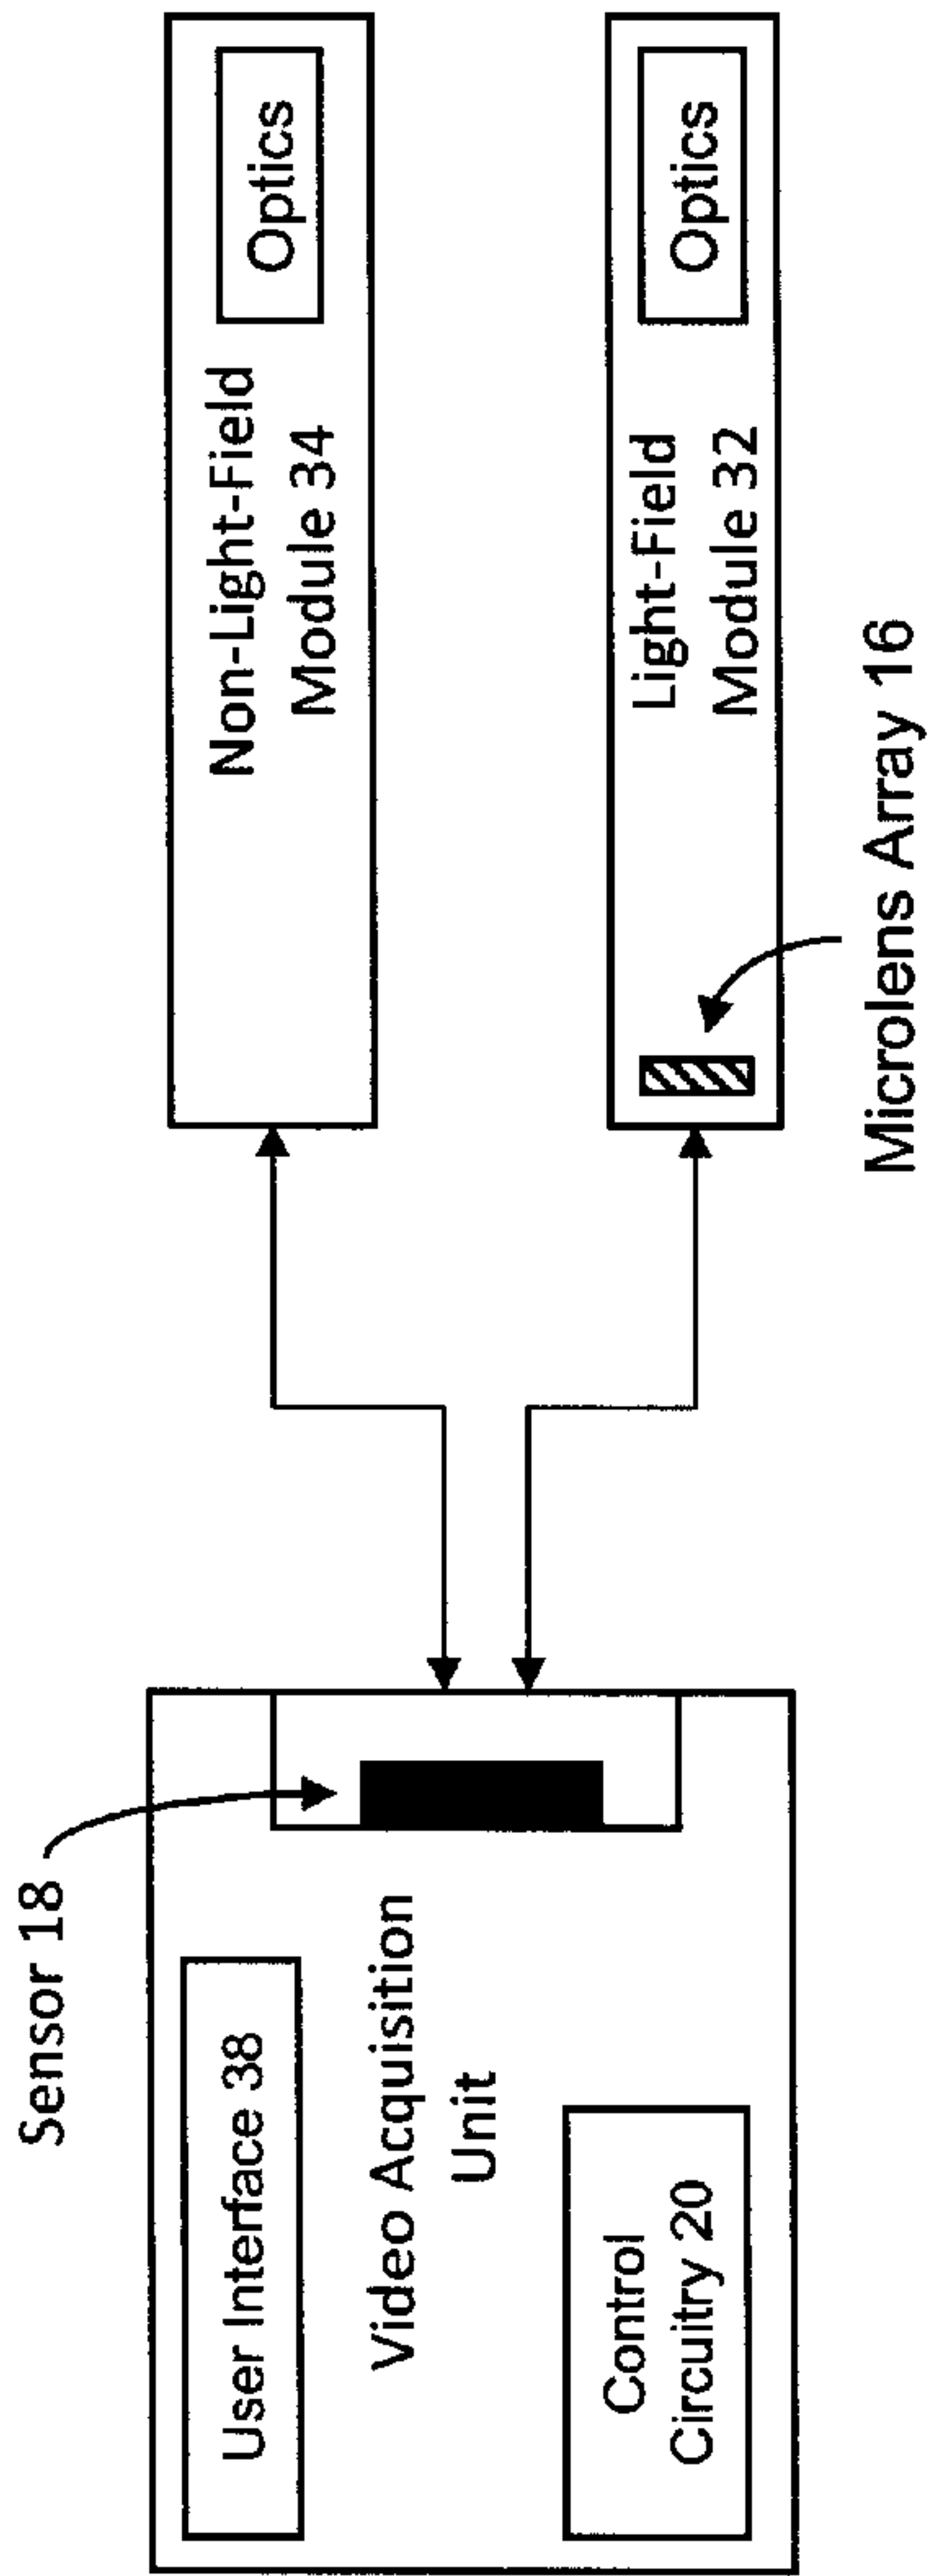 Sensor 18
User Interface 38
Video Acquisition
Unit
Control
Circuitry 20
Non-Light-Field
Module 34
Optics
Light-Field
Module 32
Optics
Microlens Array 16